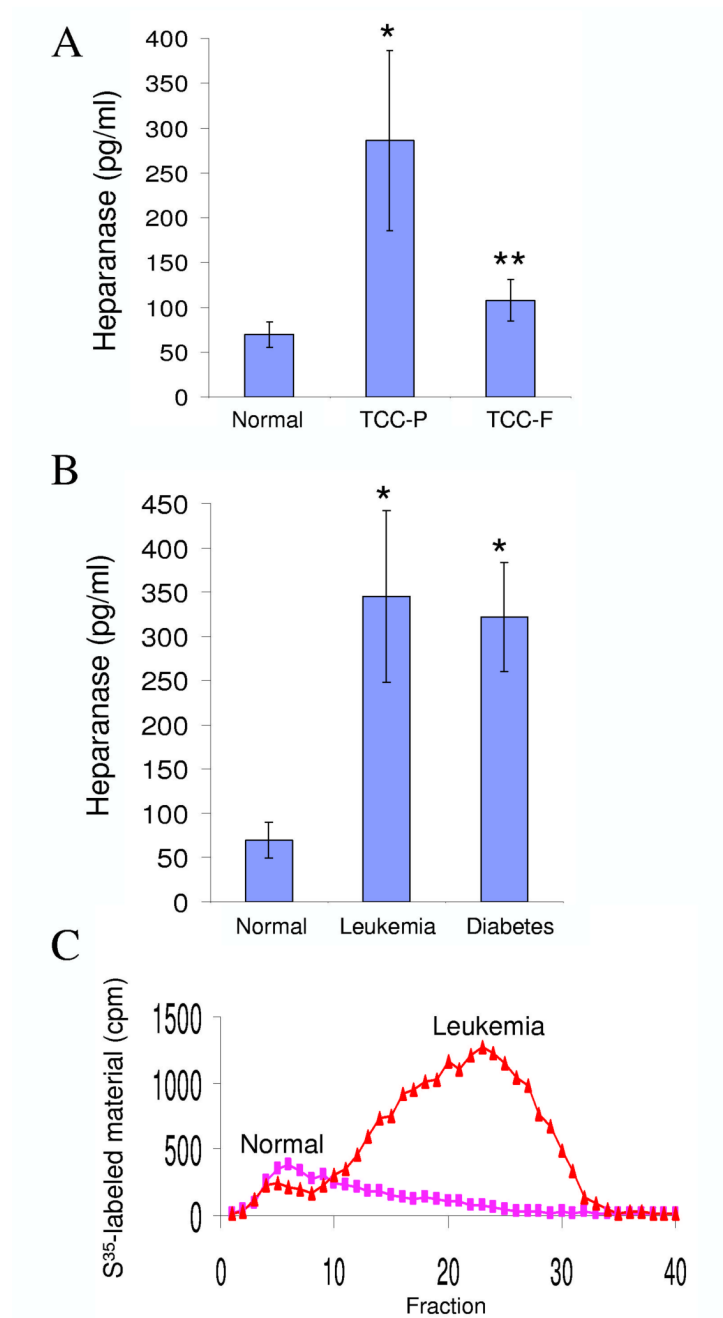 A
Heparanase (pg/ml)
400
350
300
250
200
150
100
50
0
*
**
Normal TCC-P TCC-F
B
Heparanase (pg/ml)
450
400
350
300
250
200
150
100
50
0
*
*
Normal Leukemia Diabetes
C
S³⁵-labeled material (cpm)
1500
1000
500
0
Leukemia
Normal
0 10 20 30 40
Fraction